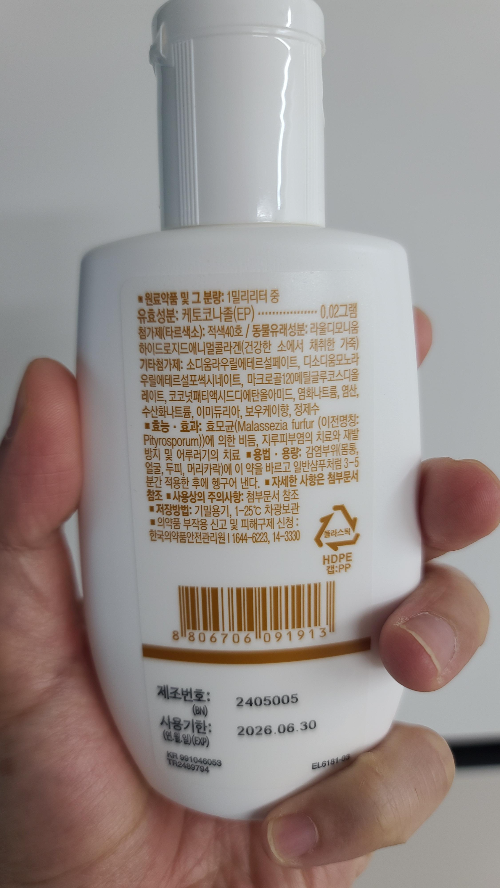 ■ 원료약품 및 그 분량: 1밀리리터 중
유효성분: 케토코나졸(EP) ·················· 0.02그램
첨가제(타르색소): 적색40호 / 동물유래성분: 라울디모니움
하이드로지드애니멀콜라겐(건강한 소에서 채취한 가죽)
기타첨가제: 소디움라우릴에테르설페이트, 디소디움모노라
우릴에테르설포썩시네이트, 마크로골120메틸글루코스디올
레이트, 코코넛패티액시드디에탄올아미드, 염화나트륨, 염산,
수산화나트륨, 이미듀리아, 보우케이향, 정제수
■ 효능 · 효과: 효모균(Malassezia furfur (이전명칭:
Pityrosporum))에 의한 비듬, 지루피부염의 치료와 재발
방지 및 어루러기의 치료 ■ 용법 · 용량: 감염부위(몸통,
얼굴, 두피, 머리카락)에 이 약을 바르고 일반샴푸처럼 3-5
분간 적용한 후에 헹구어 낸다. ■ 자세한 사항은 첨부문서
참조 ■ 사용상의 주의사항: 첨부문서 참조
■ 저장방법: 기밀용기, 1-25℃ 차광보관
■ 의약품 부작용 신고 및 피해구제 신청 :
한국의약품안전관리원 I 1644-6223, 14-3330
플라스틱
HDPE
캡:PP
8 806706 091913
제조번호: 2405005
(BN)
사용기한: 2026.06.30
(연.월.일)(EXP)